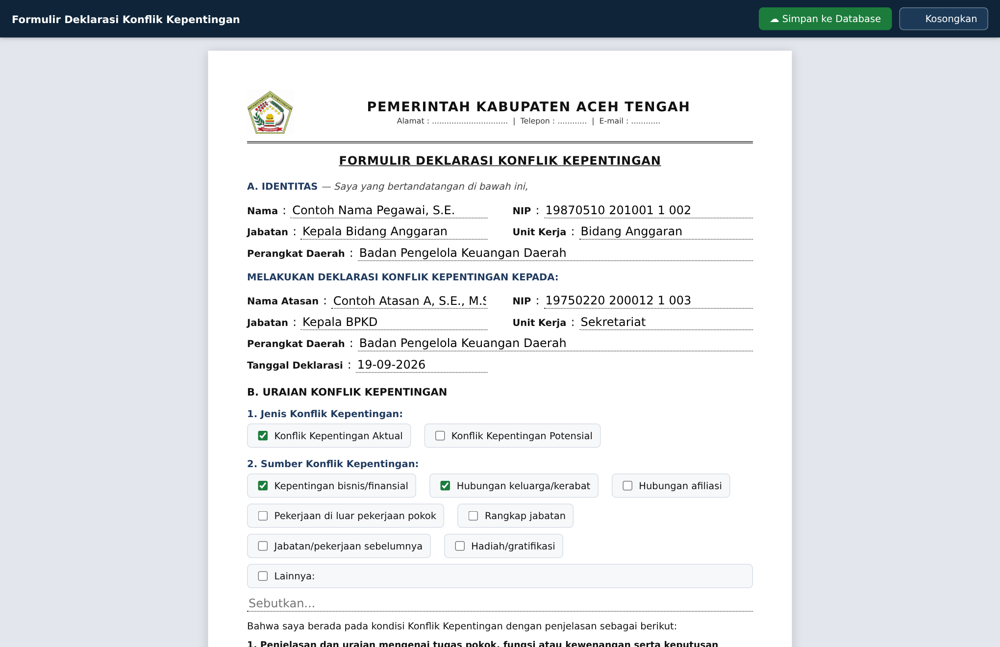 Formulir Deklarasi Konflik Kepentingan
☁ Simpan ke Database
Kosongkan
PEMERINTAH KABUPATEN ACEH TENGAH
Alamat : ............................... | Telepon : ............ | E-mail : ............
FORMULIR DEKLARASI KONFLIK KEPENTINGAN
A. IDENTITAS — Saya yang bertandatangan di bawah ini,
Nama : Contoh Nama Pegawai, S.E. NIP : 19870510 201001 1 002
Jabatan : Kepala Bidang Anggaran Unit Kerja : Bidang Anggaran
Perangkat Daerah : Badan Pengelola Keuangan Daerah
MELAKUKAN DEKLARASI KONFLIK KEPENTINGAN KEPADA:
Nama Atasan : Contoh Atasan A, S.E., NIP : 19750220 200012 1 003
Jabatan : Kepala BPKD Unit Kerja : Sekretariat
Perangkat Daerah : Badan Pengelola Keuangan Daerah
Tanggal Deklarasi : 19-09-2026
B. URAIAN KONFLIK KEPENTINGAN
1. Jenis Konflik Kepentingan:
Konflik Kepentingan Aktual Konflik Kepentingan Potensial
2. Sumber Konflik Kepentingan:
Kepentingan bisnis/finansial Hubungan keluarga/kerabat Hubungan afiliasi
Pekerjaan di luar pekerjaan pokok Rangkap jabatan
Jabatan/pekerjaan sebelumnya Hadiah/gratifikasi
Lainnya:
Sebutkan...
Bahwa saya berada pada kondisi Konflik Kepentingan dengan penjelasan sebagai berikut:
1. Penjelasan dan uraian mengenai tugas pokok, fungsi atau kewenangan serta keputusan